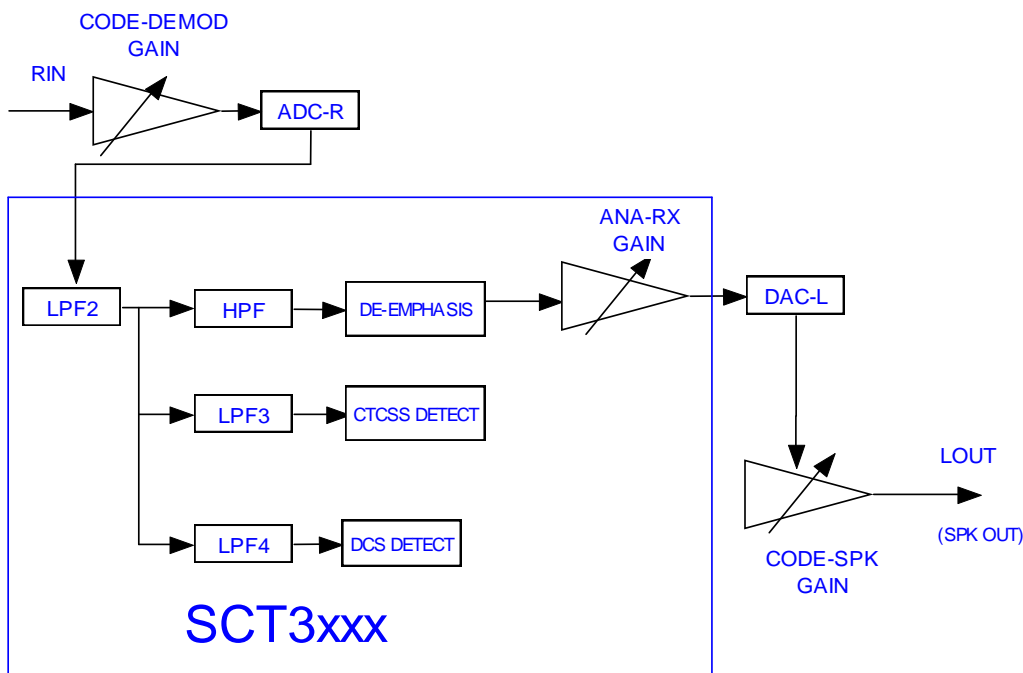 CODE-DEMOD
GAIN
RIN
ADC-R
ANA-RX
GAIN
LPF2
HPF
DE-EMPHASIS
DAC-L
LPF3
CTCSS DETECT
LOUT
LPF4
DCS DETECT
(SPK OUT)
CODE-SPK
GAIN
SCT3xxx